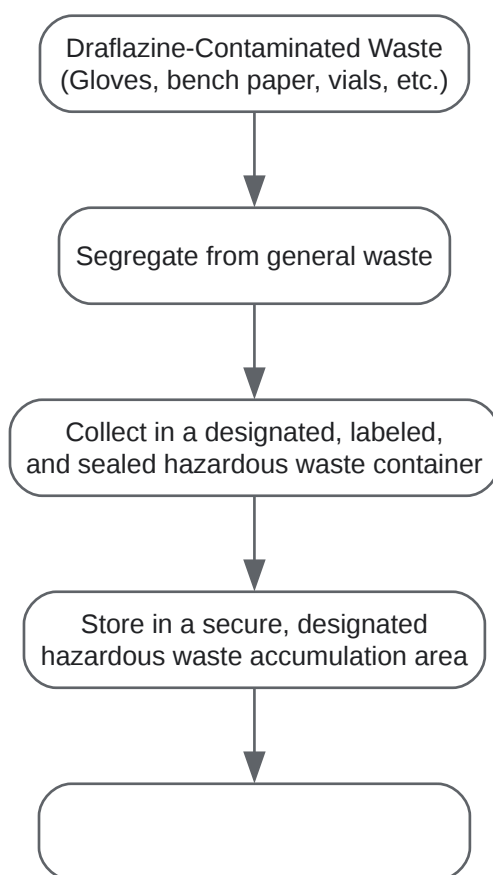 Draflazine-Contaminated Waste
(Gloves, bench paper, vials, etc.)
Segregate from general waste
Collect in a designated, labeled,
and sealed hazardous waste container
Store in a secure, designated
hazardous waste accumulation area